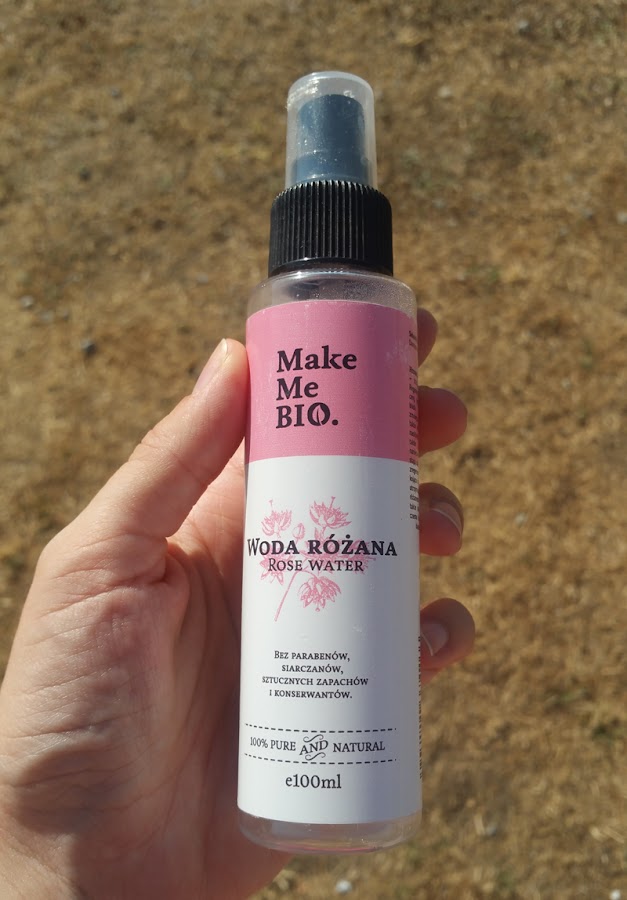 Make
Me
BIO.
WODA RÓŻANA
ROSE WATER
BEZ PARABENÓW,
SIARCZANÓW,
SZTUCZNYCH ZAPACHÓW
I KONSERWANTÓW.
100% PURE AND NATURAL
e100ml